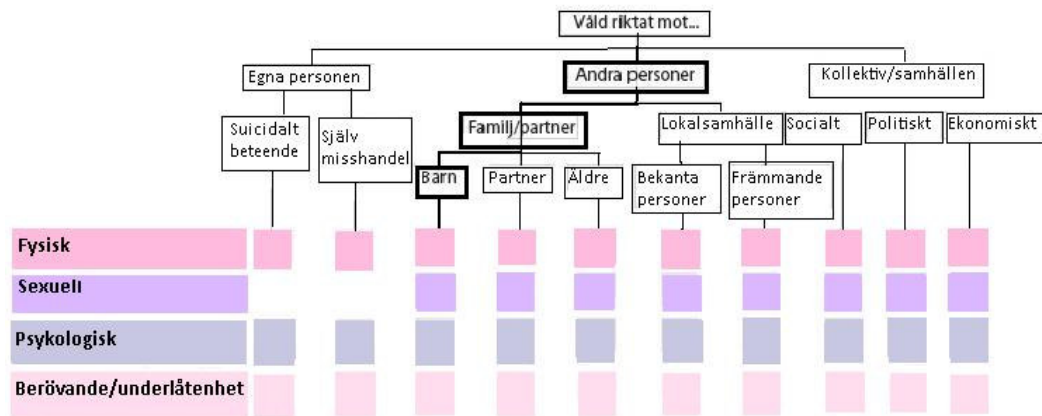 Våld riktat mot...
Egna personen
Andra personer
Kollektiv/samhällen
Suicidalt
beteende
Själv
misshandel
Familj/partner
Lokalsamhälle
Socialt
Politiskt
Ekonomiskt
Barn
Partner
Äldre
Bekanta
personer
Främmande
personer
Fysisk
Sexuell
Psykologisk
Berövande/underlåtenhet